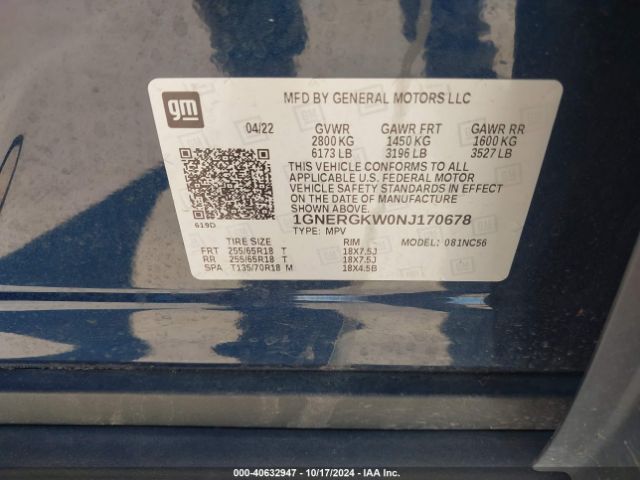 gm
MFD BY GENERAL MOTORS LLC
04/22 GVWR GAWR FRT GAWR RR
2800 KG 1450 KG 1600 KG
6173 LB 3196 LB 3527 LB
THIS VEHICLE CONFORMS TO ALL
APPLICABLE U.S. FEDERAL MOTOR
VEHICLE SAFETY STANDARDS IN EFFECT
ON THE DATE OF MANUFACTURE
SHOWN ABOVE.
1GNERGKW0NJ170678
619D
TYPE: MPV MODEL: 081NC56
TIRE SIZE RIM
FRT 255/65R18 T 18X7.5J
RR 255/65R18 T 18X7.5J
SPA T135/70R18 M 18X4.5B
000-40632947 - 10/17/2024 - IAA Inc.